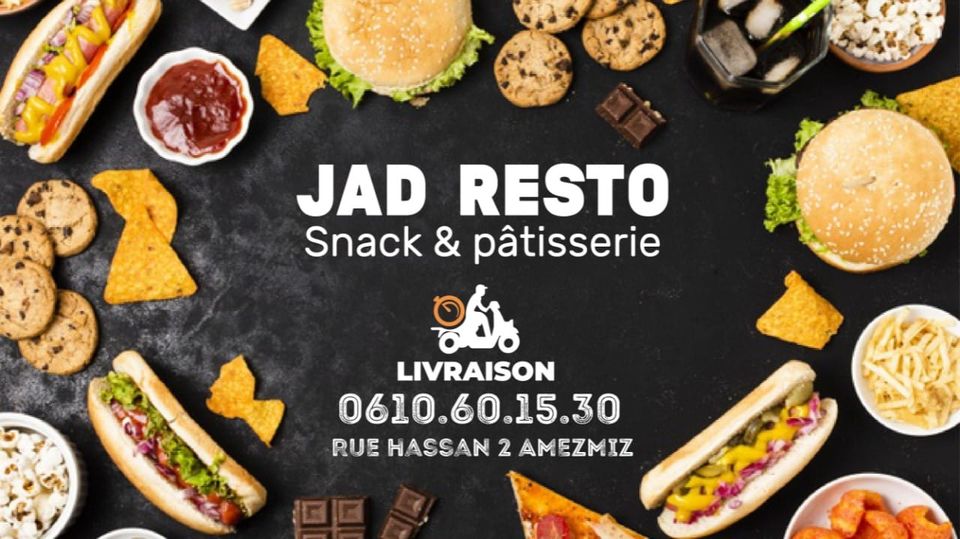 JAD RESTO
Snack & pâtisserie
LIVRAISON
0610.60.15.30
RUE HASSAN 2 AMEZMIZ